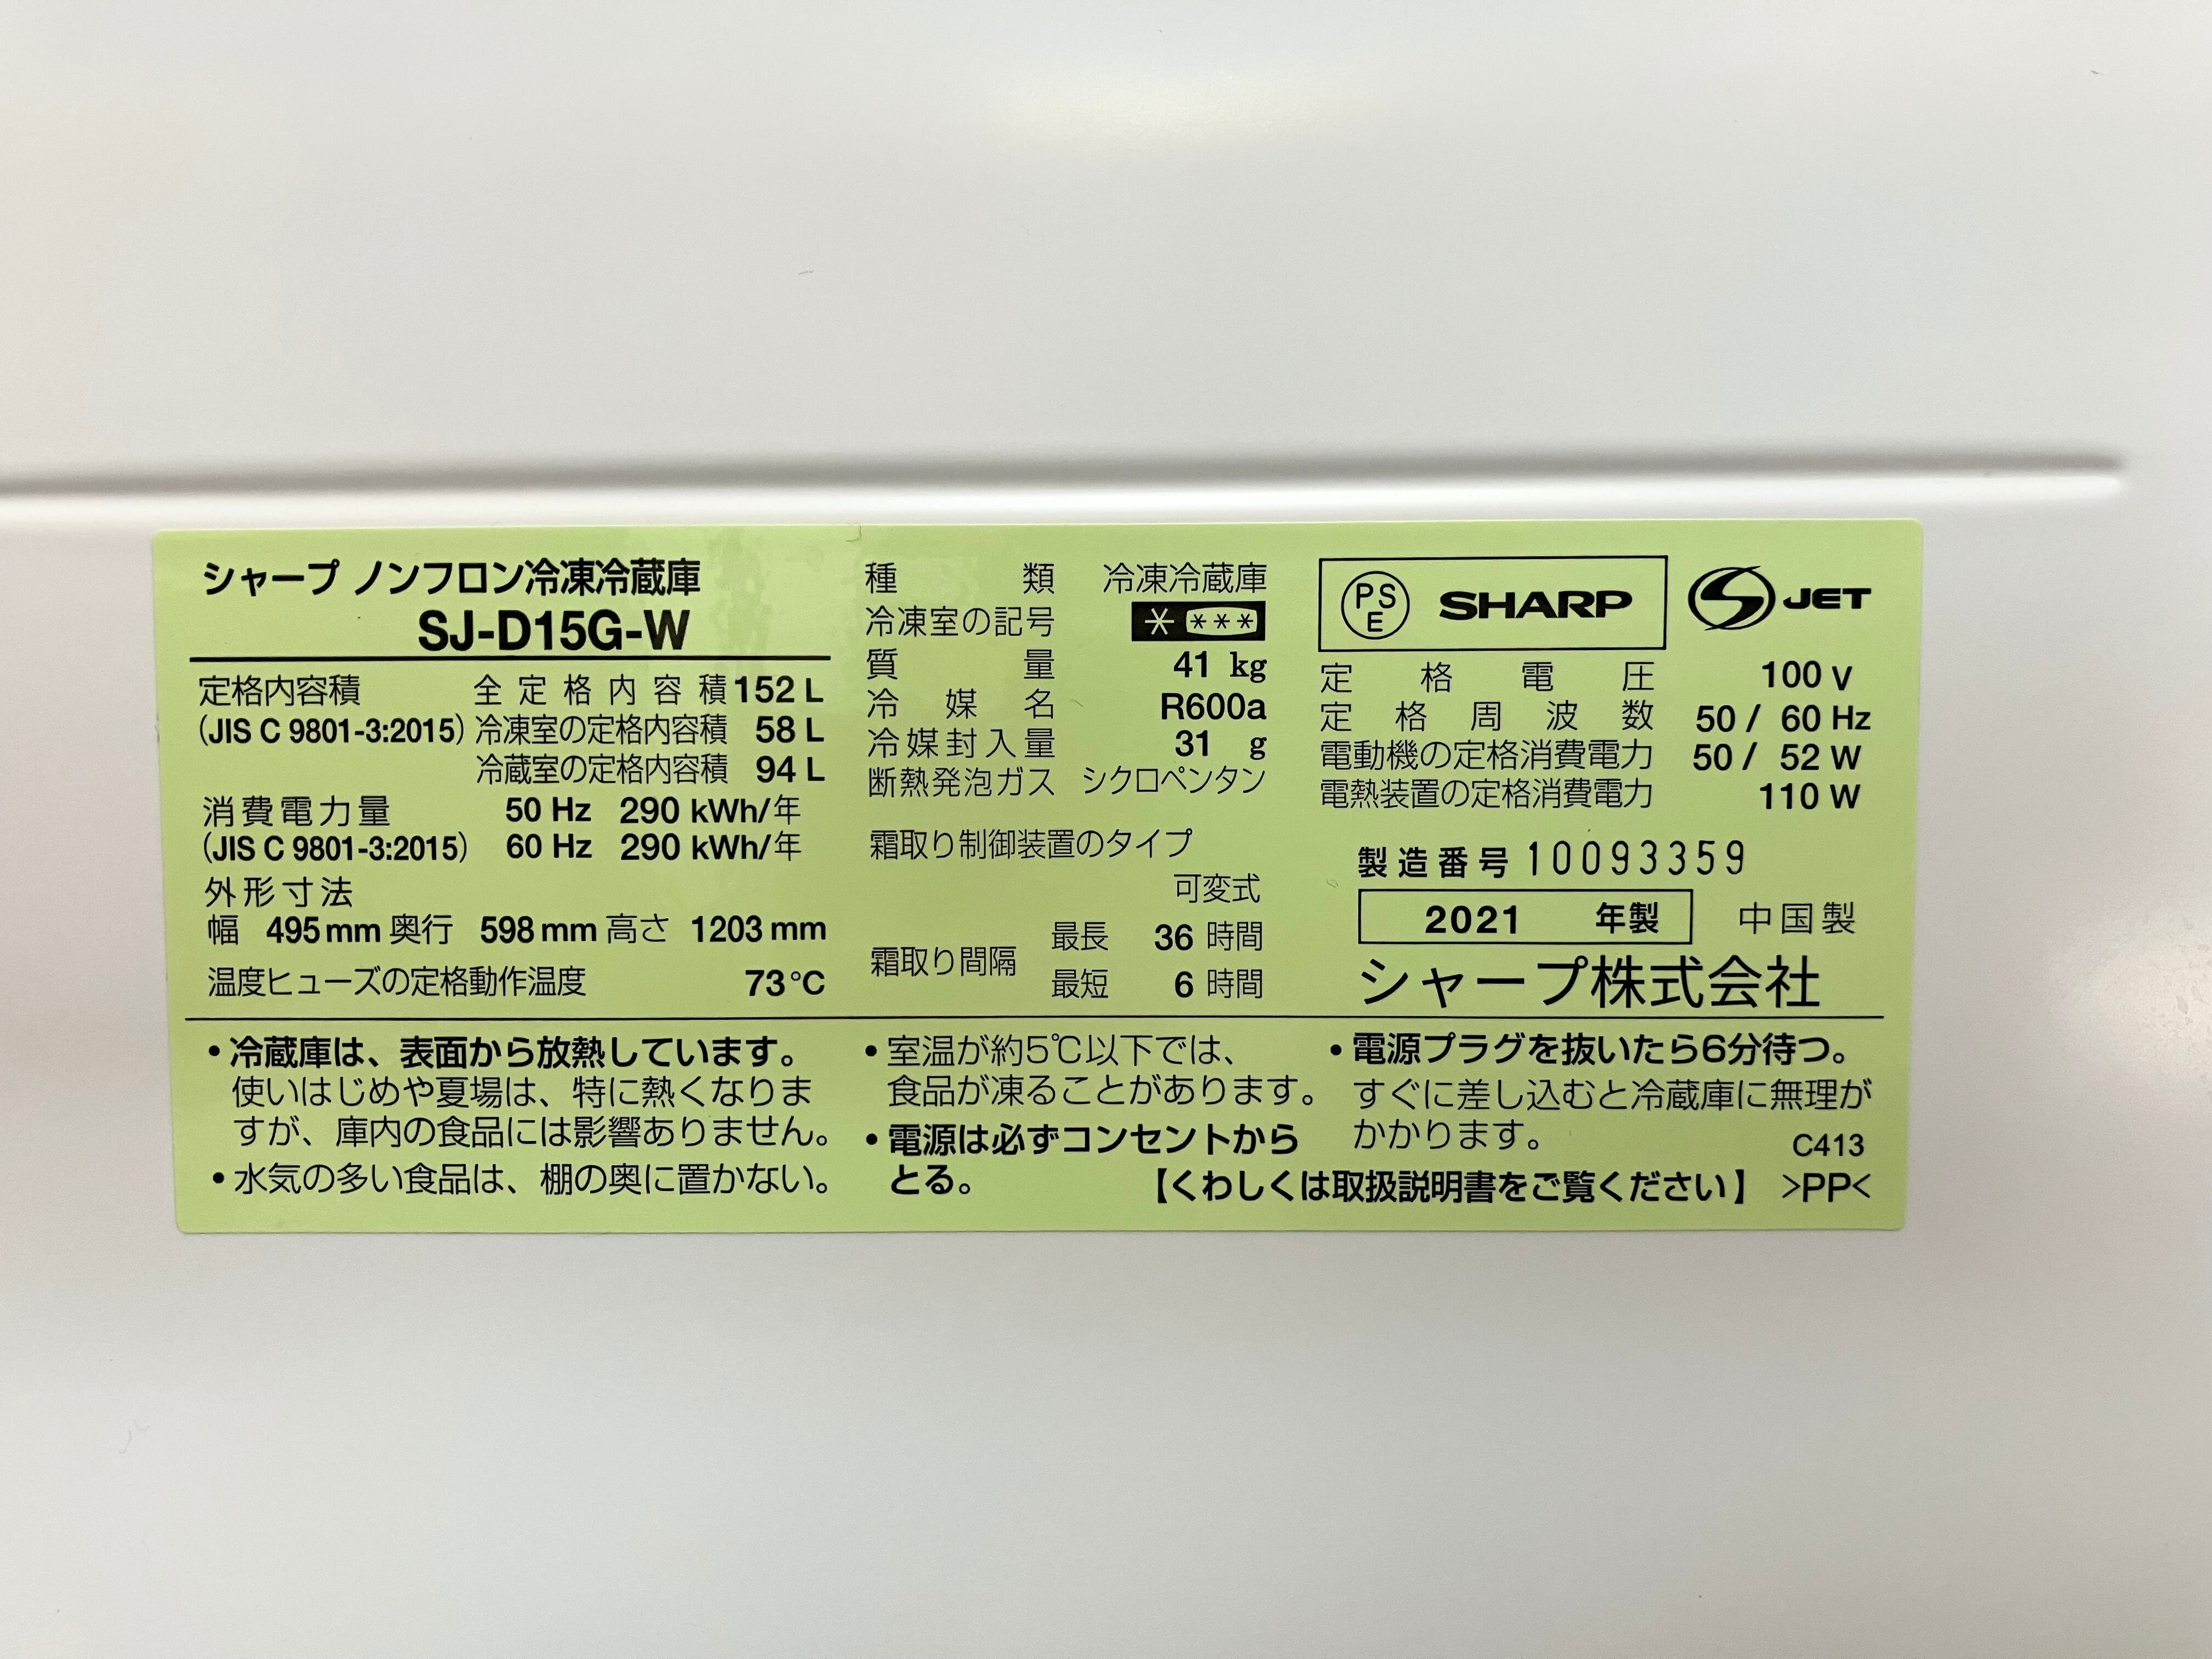 シャープ ノンフロン冷凍冷蔵庫
SJ-D15G-W
定格内容積 全定格内容積 152 L
(JIS C 9801-3:2015) 冷凍室の定格内容積 58 L
冷蔵室の定格内容積 94 L
消費電力量 50 Hz 290 kWh/年
(JIS C 9801-3:2015) 60 Hz 290 kWh/年
外形寸法
幅 495 mm 奥行 598 mm 高さ 1203 mm
温度ヒューズの定格動作温度 73 ℃
種類 冷凍冷蔵庫
冷凍室の記号 * ***
質量 41 kg
冷媒名 R600a
冷媒封入量 31 g
断熱発泡ガス シクロペンタン
霜取り制御装置のタイプ
可変式
霜取り間隔 最長 36 時間
最短 6 時間
PSE SHARP JET
定格電圧 100 V
定格周波数 50 / 60 Hz
電動機の定格消費電力 50 / 52 W
電熱装置の定格消費電力 110 W
製造番号 10093359
2021 年製 中国製
シャープ株式会社
・冷蔵庫は、表面から放熱しています。
使いはじめや夏場は、特に熱くなりま
すが、庫内の食品には影響ありません。
・水気の多い食品は、棚の奥に置かない。
・室温が約5℃以下では、
食品が凍ることがあります。
・電源は必ずコンセントから
とる。
・電源プラグを抜いたら6分待つ。
すぐに差し込むと冷蔵庫に無理が
かかります。
C413
【くわしくは取扱説明書をご覧ください】 >PP<